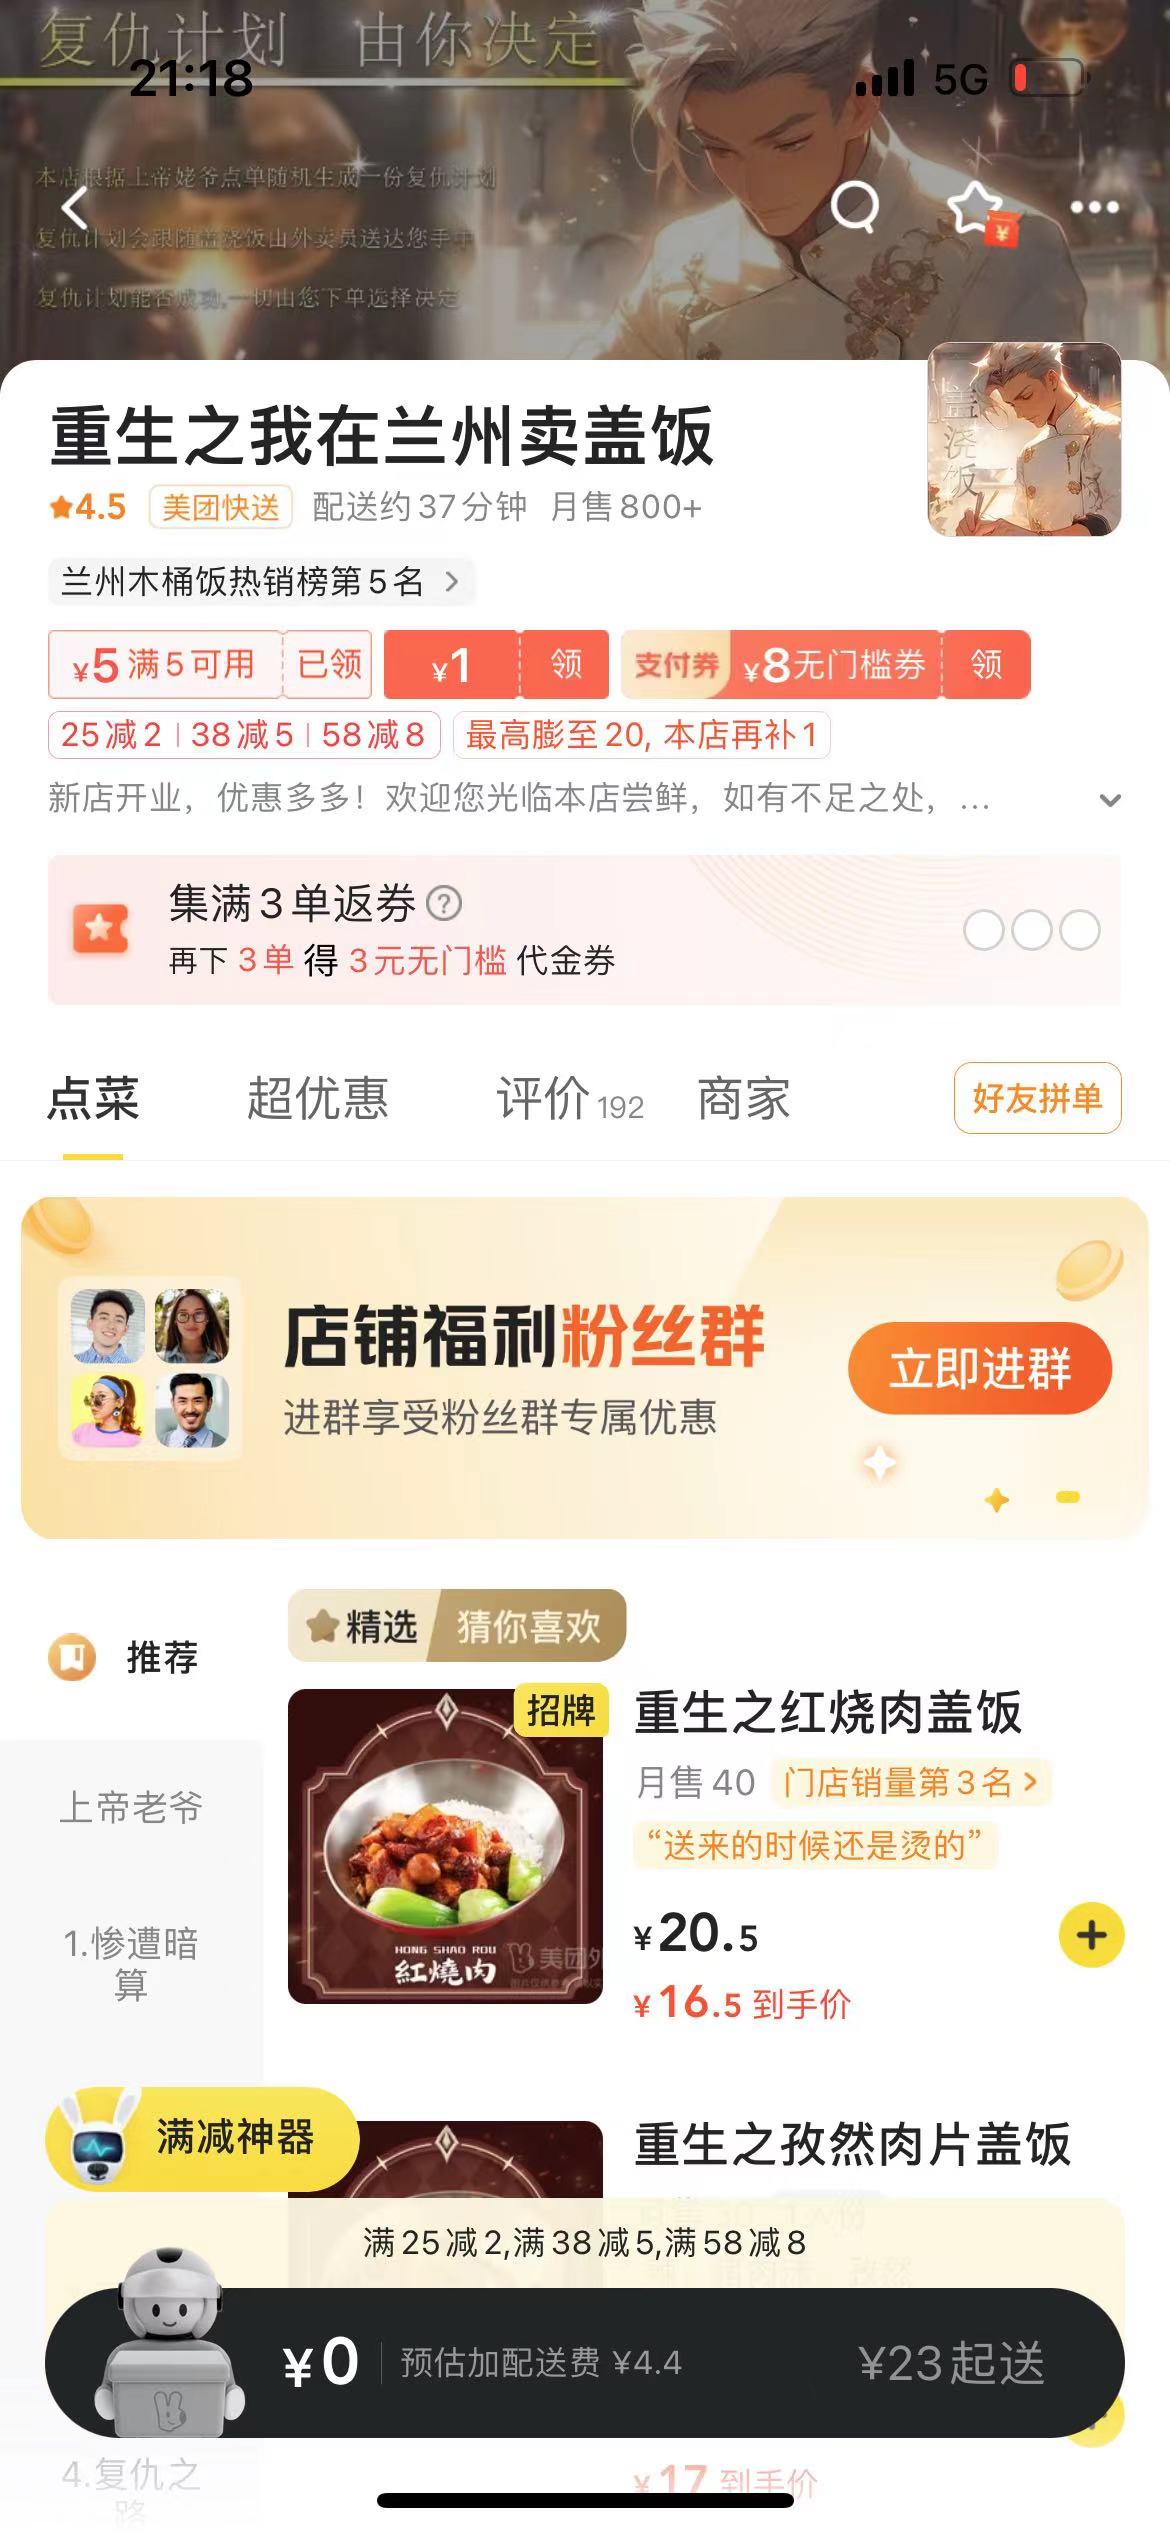 复仇计划 由你决定
21:18
5G
本店根据上帝姥爷点单随机生成一份复仇计划
复仇计划会跟随盖浇饭由外卖员送达您手中
复仇计划能否成功,一切由您下单选择决定
¥
盖浇饭
重生之我在兰州卖盖饭
4.5 美团快送 配送约37分钟 月售800+
兰州木桶饭热销榜第5名
¥5满5可用 已领 ¥1 领 支付券 ¥8无门槛券 领
25减2 38减5 58减8 最高膨至20, 本店再补1
新店开业，优惠多多！欢迎您光临本店尝鲜，如有不足之处，...
集满3单返券 ?
再下3单得3元无门槛代金券
点菜 超优惠 评价 192 商家 好友拼单
店铺福利粉丝群
进群享受粉丝群专属优惠
立即进群
推荐
上帝老爷
1.惨遭暗算
精选 猜你喜欢
招牌
HONG SHAO ROU
紅燒肉
美团外
重生之红烧肉盖饭
月售40 门店销量第3名
“送来的时候还是烫的”
¥20.5
¥16.5到手价
满减神器
重生之孜然肉片盖饭
满25减2,满38减5,满58减8
¥0 预估加配送费 ¥4.4 ¥23起送
4.复仇之路
¥17 到手价